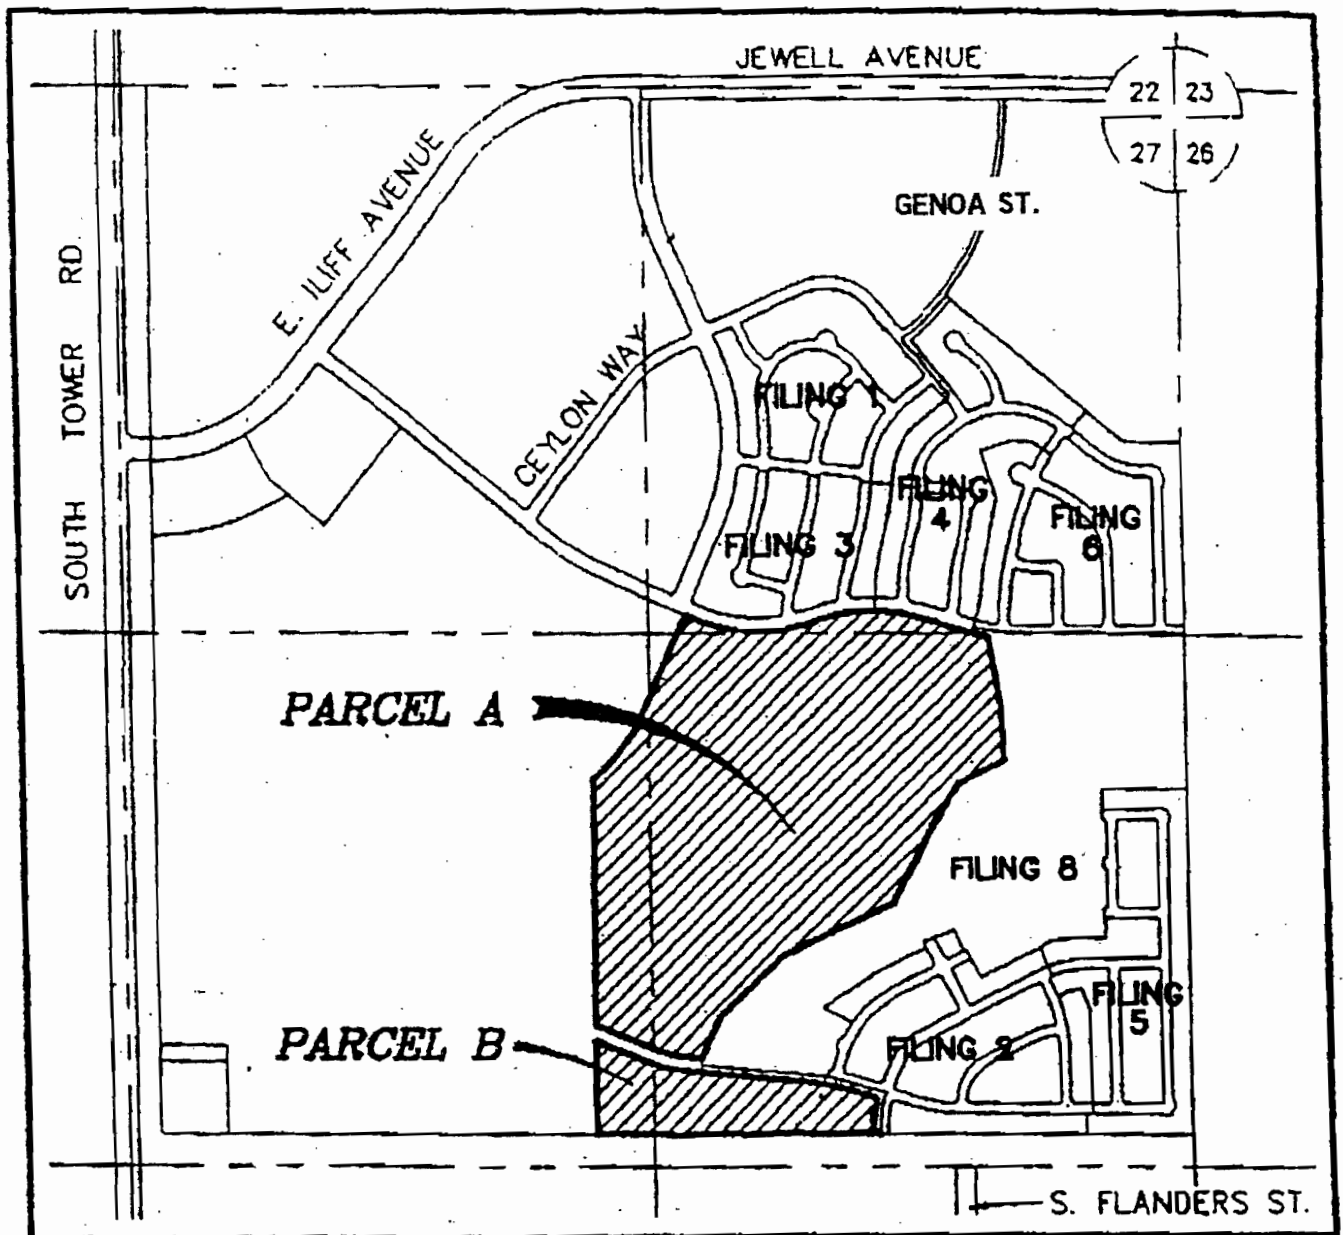 JEWELL AVENUE
22 23
27 26
GENOA ST.
E. ILIFF AVENUE
SOUTH TOWER RD.
CEYLON WAY
FILING 1
FILING
4
FILING
6
FILING 3
PARCEL A
FILING 8
FILING
5
PARCEL B
FILING 2
S. FLANDERS ST.